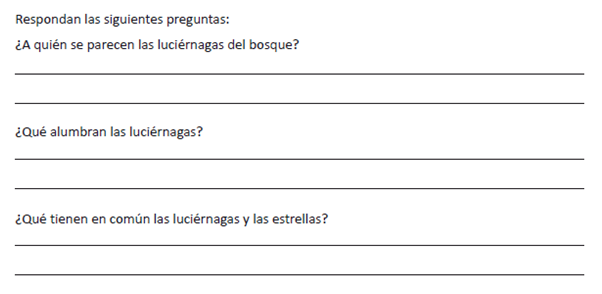 Respondan las siguientes preguntas:
¿A quién se parecen las luciérnagas del bosque?
¿Qué alumbran las luciérnagas?
¿Qué tienen en común las luciérnagas y las estrellas?